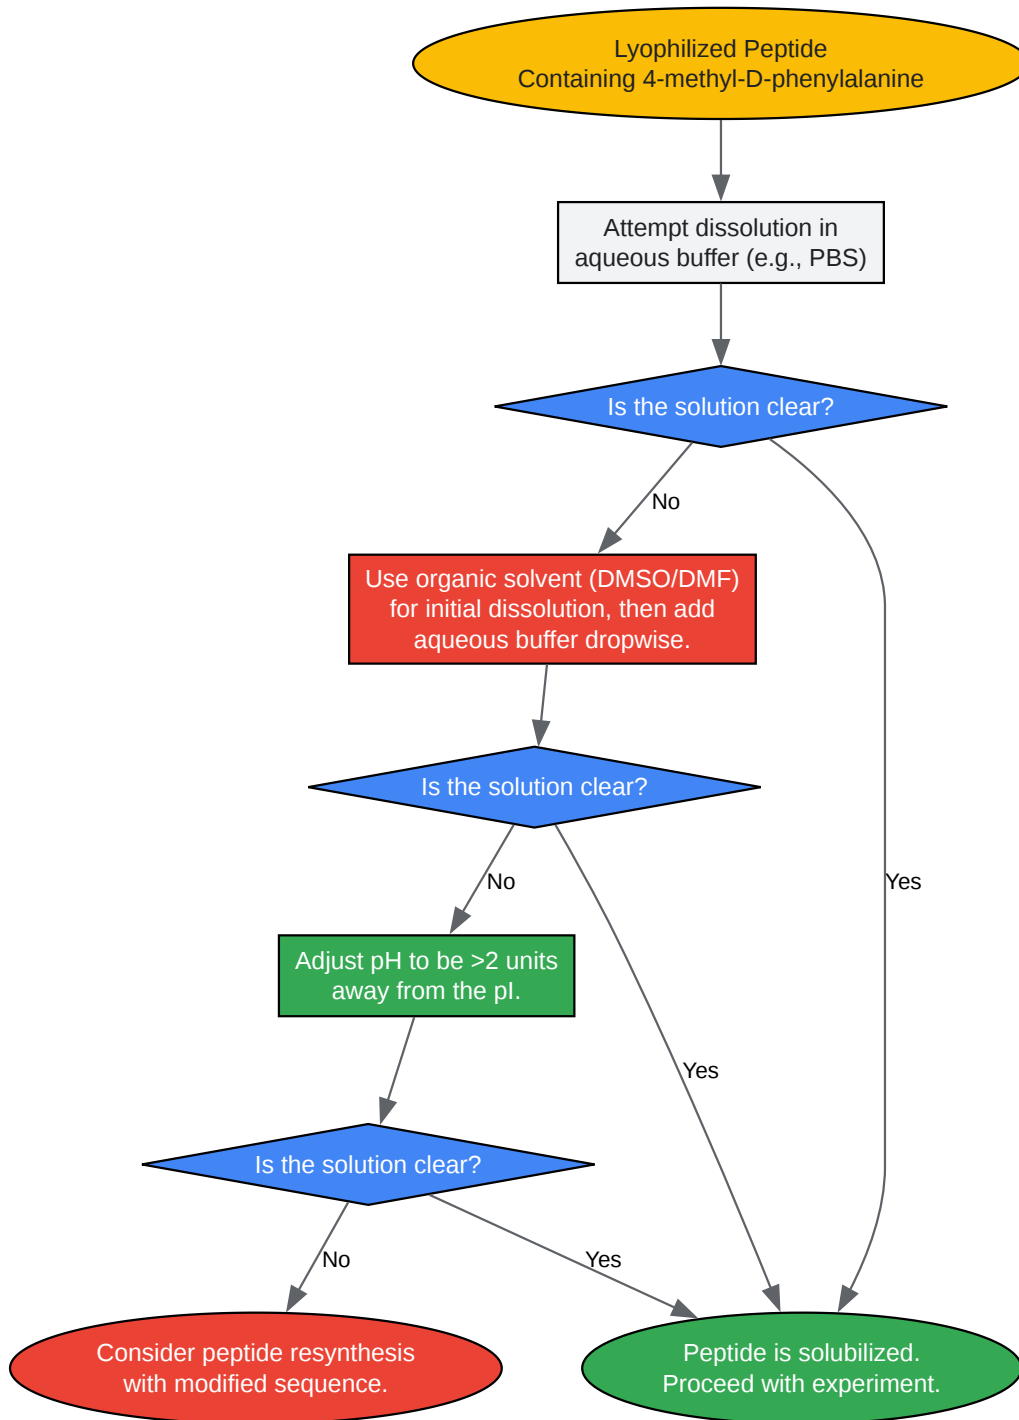 Lyophilized Peptide
Containing 4-methyl-D-phenylalanine
Attempt dissolution in
aqueous buffer (e.g., PBS)
Is the solution clear?
No
Use organic solvent (DMSO/DMF)
for initial dissolution, then add
aqueous buffer dropwise.
Is the solution clear?
No
Yes
Adjust pH to be >2 units
away from the pI.
Yes
Is the solution clear?
No
Yes
Consider peptide resynthesis
with modified sequence.
Peptide is solubilized.
Proceed with experiment.